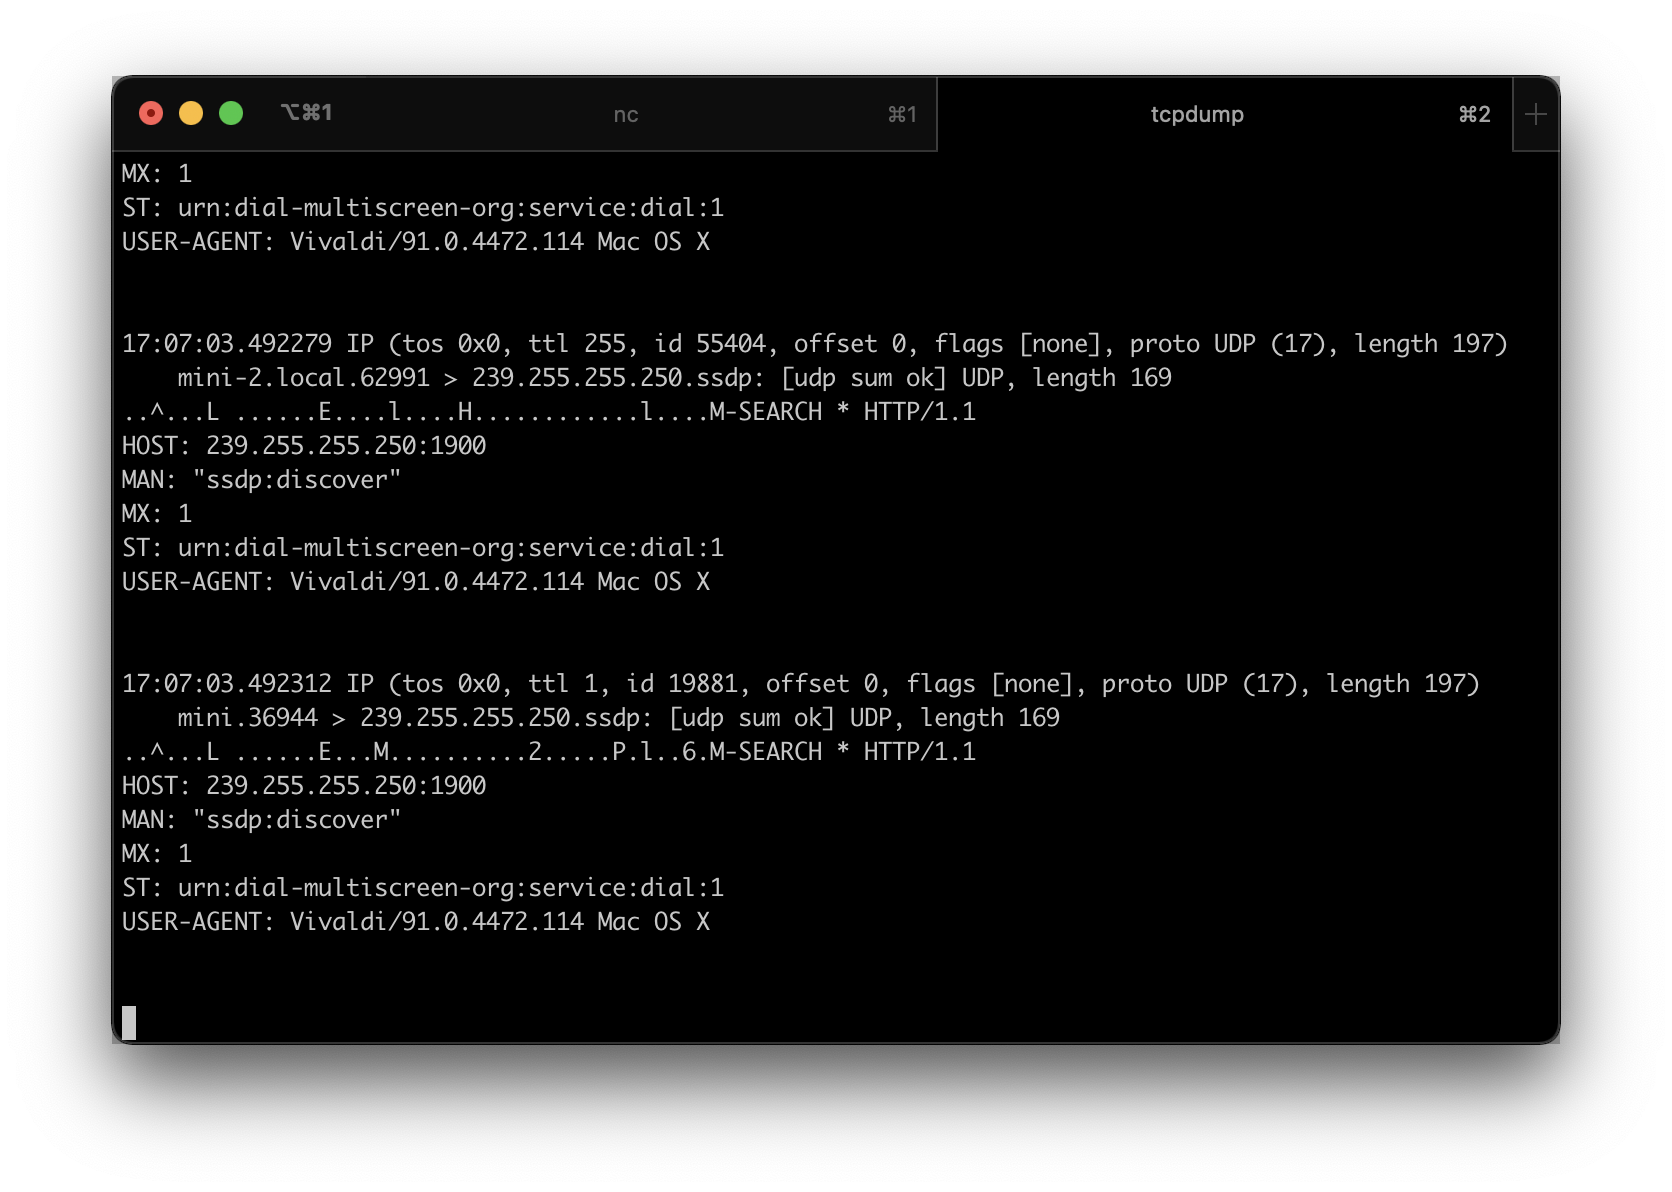 ⌥⌘1 nc ⌘1 tcpdump ⌘2 +
MX: 1
ST: urn:dial-multiscreen-org:service:dial:1
USER-AGENT: Vivaldi/91.0.4472.114 Mac OS X
17:07:03.492279 IP (tos 0x0, ttl 255, id 55404, offset 0, flags [none], proto UDP (17), length 197)
    mini-2.local.62991 > 239.255.255.250.ssdp: [udp sum ok] UDP, length 169
..^...L ......E....l....H............l....M-SEARCH * HTTP/1.1
HOST: 239.255.255.250:1900
MAN: "ssdp:discover"
MX: 1
ST: urn:dial-multiscreen-org:service:dial:1
USER-AGENT: Vivaldi/91.0.4472.114 Mac OS X
17:07:03.492312 IP (tos 0x0, ttl 1, id 19881, offset 0, flags [none], proto UDP (17), length 197)
    mini.36944 > 239.255.255.250.ssdp: [udp sum ok] UDP, length 169
..^...L ......E...M..........2.....P.l..6.M-SEARCH * HTTP/1.1
HOST: 239.255.255.250:1900
MAN: "ssdp:discover"
MX: 1
ST: urn:dial-multiscreen-org:service:dial:1
USER-AGENT: Vivaldi/91.0.4472.114 Mac OS X